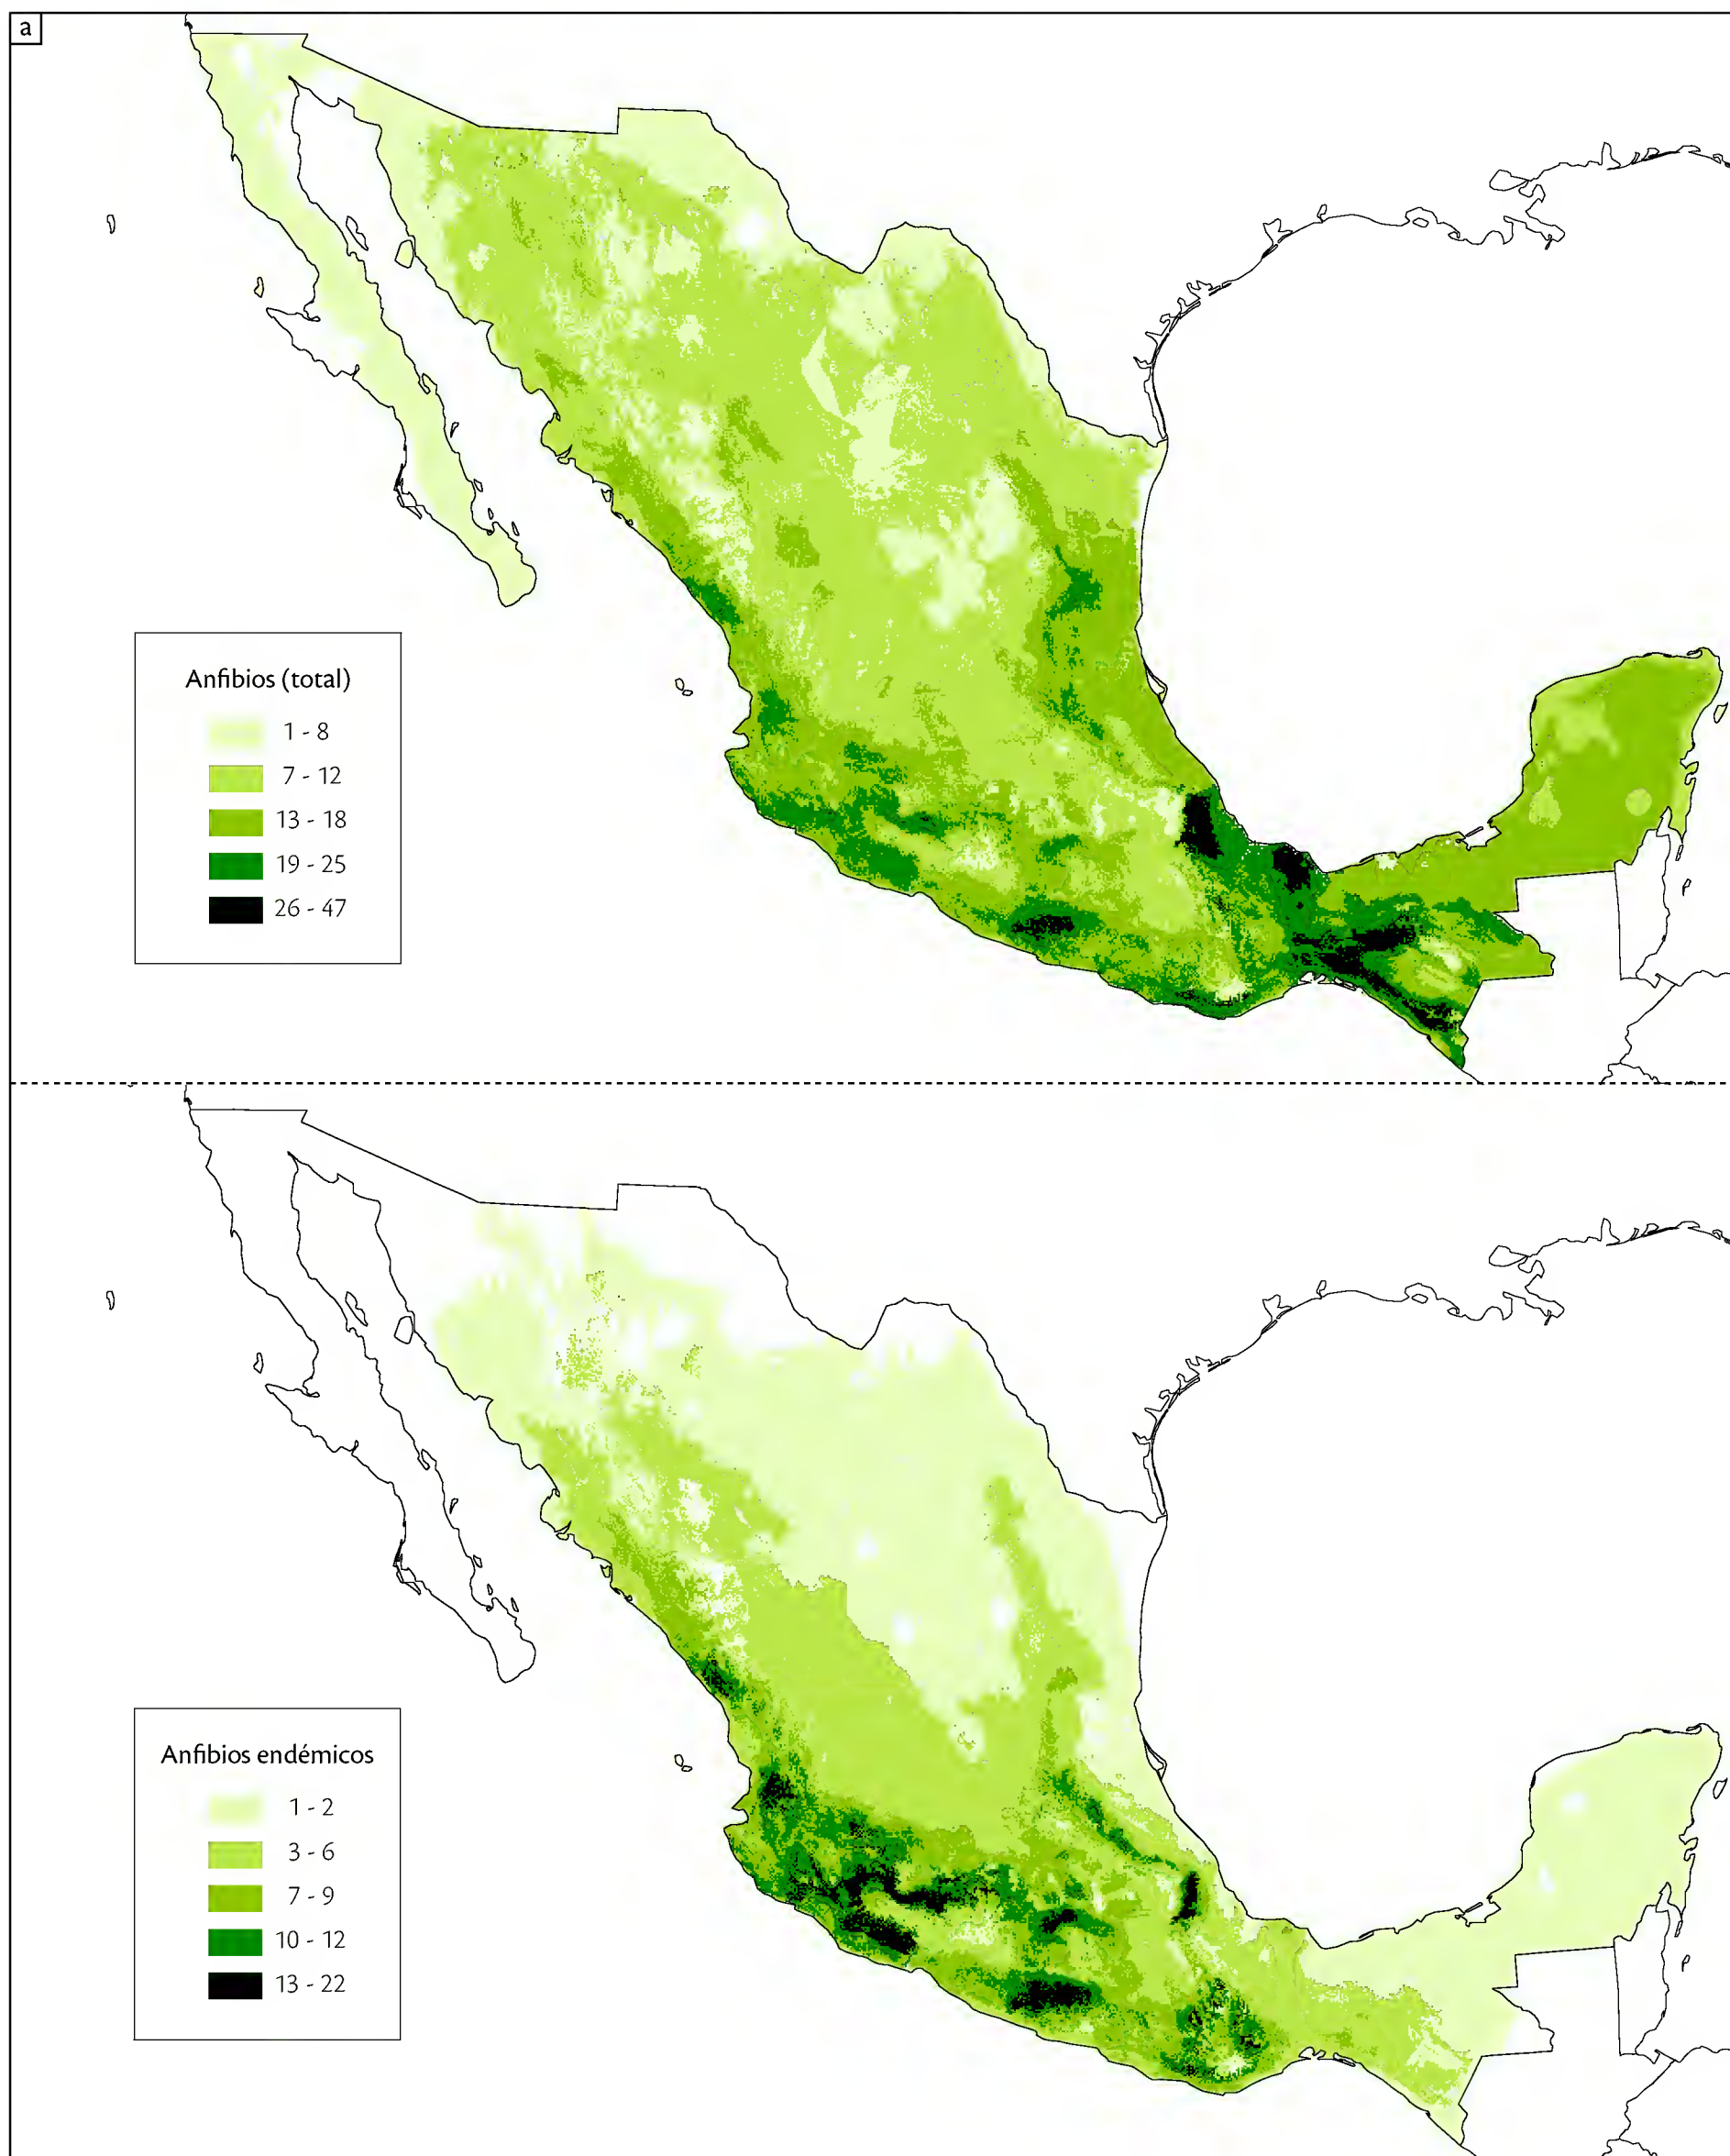 a
Anfibios (total)
1 - 8
7 - 12
13 - 18
19 - 25
26 - 47
Anfibios endémicos
1 - 2
3 - 6
7 - 9
10 - 12
13 - 22